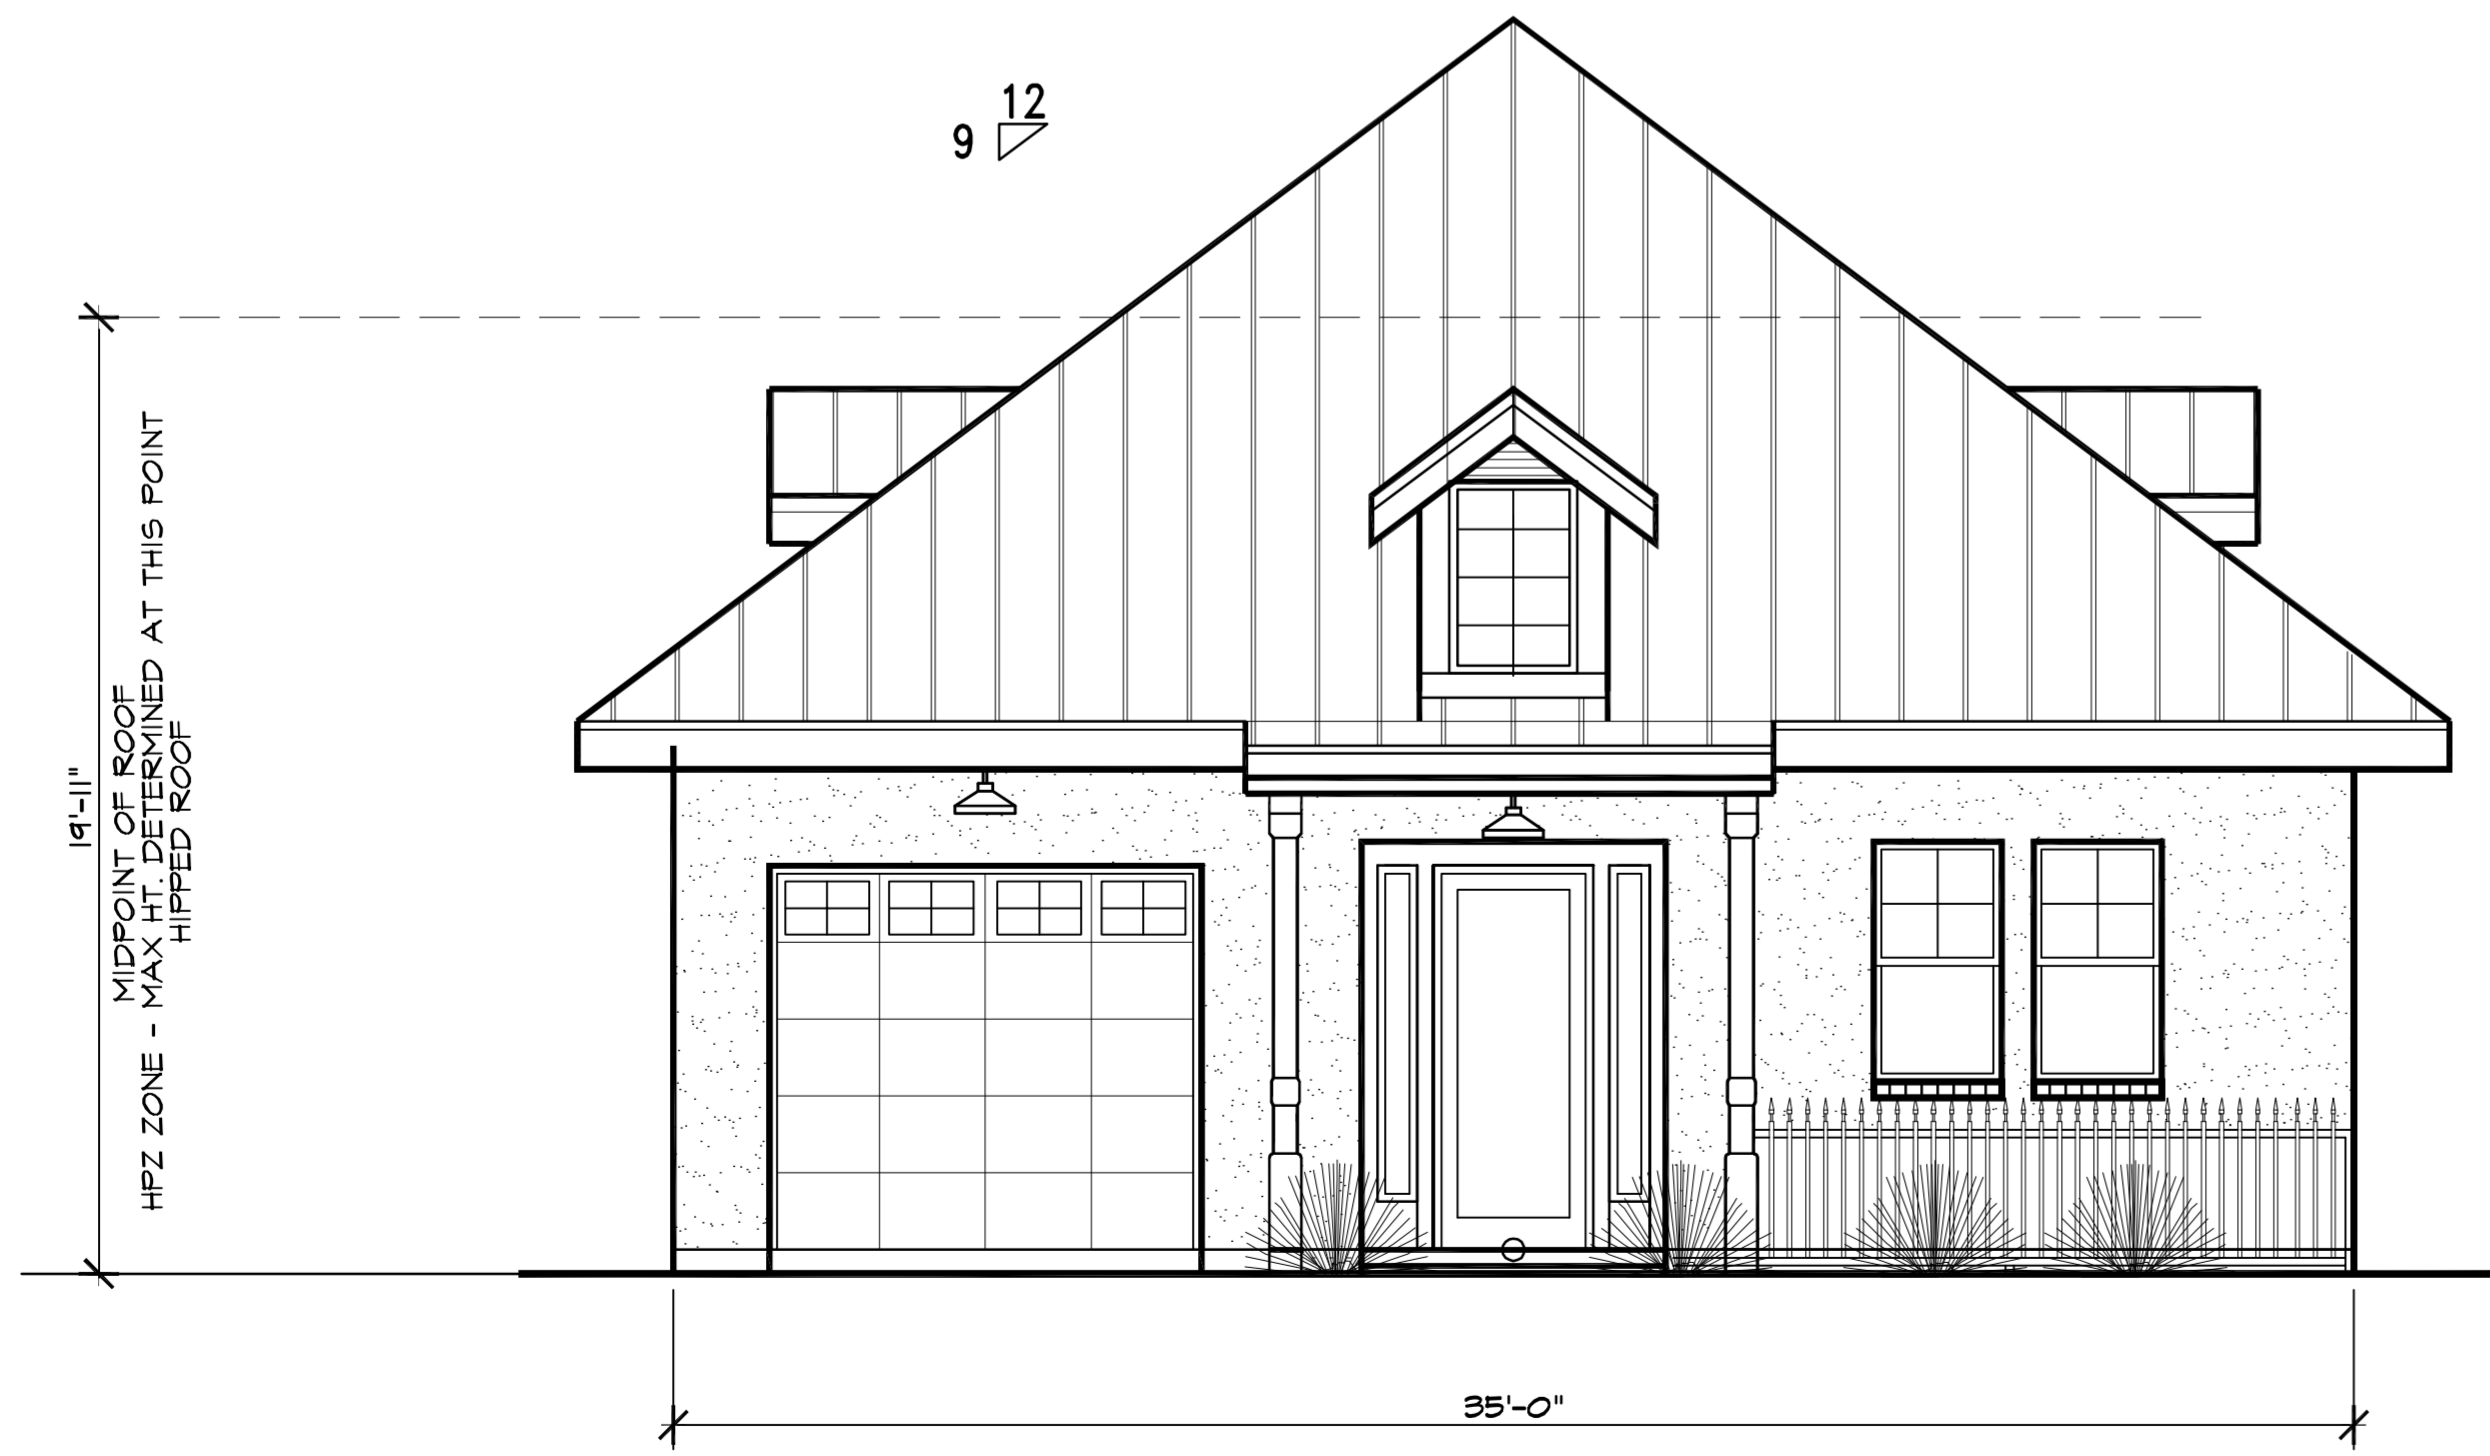 12
9
19'-11"
MIDPOINT OF ROOF
HPZ ZONE - MAX HT. DETERMINED AT THIS POINT
HIPPED ROOF
35'-0"